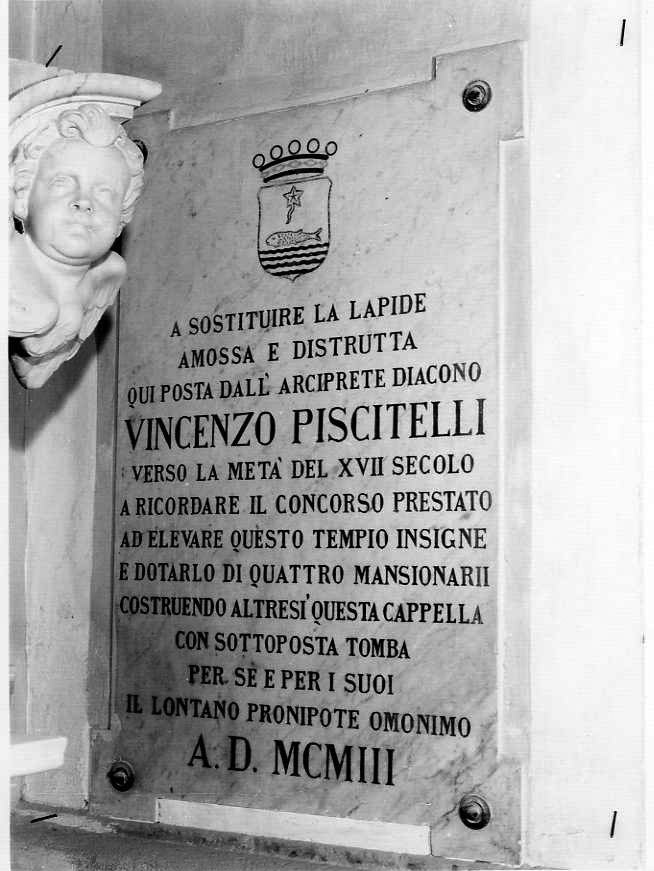 A SOSTITUIRE LA LAPIDE
AMOSSA E DISTRUTTA
QUI POSTA DALL' ARCIPRETE DIACONO
VINCENZO PISCITELLI
VERSO LA METÀ DEL XVII SECOLO
A RICORDARE IL CONCORSO PRESTATO
AD ELEVARE QUESTO TEMPIO INSIGNE
E DOTARLO DI QUATTRO MANSIONARII
COSTRUENDO ALTRESI' QUESTA CAPPELLA
CON SOTTOPOSTA TOMBA
PER SE E PER I SUOI
IL LONTANO PRONIPOTE OMONIMO
A. D. MCMIII